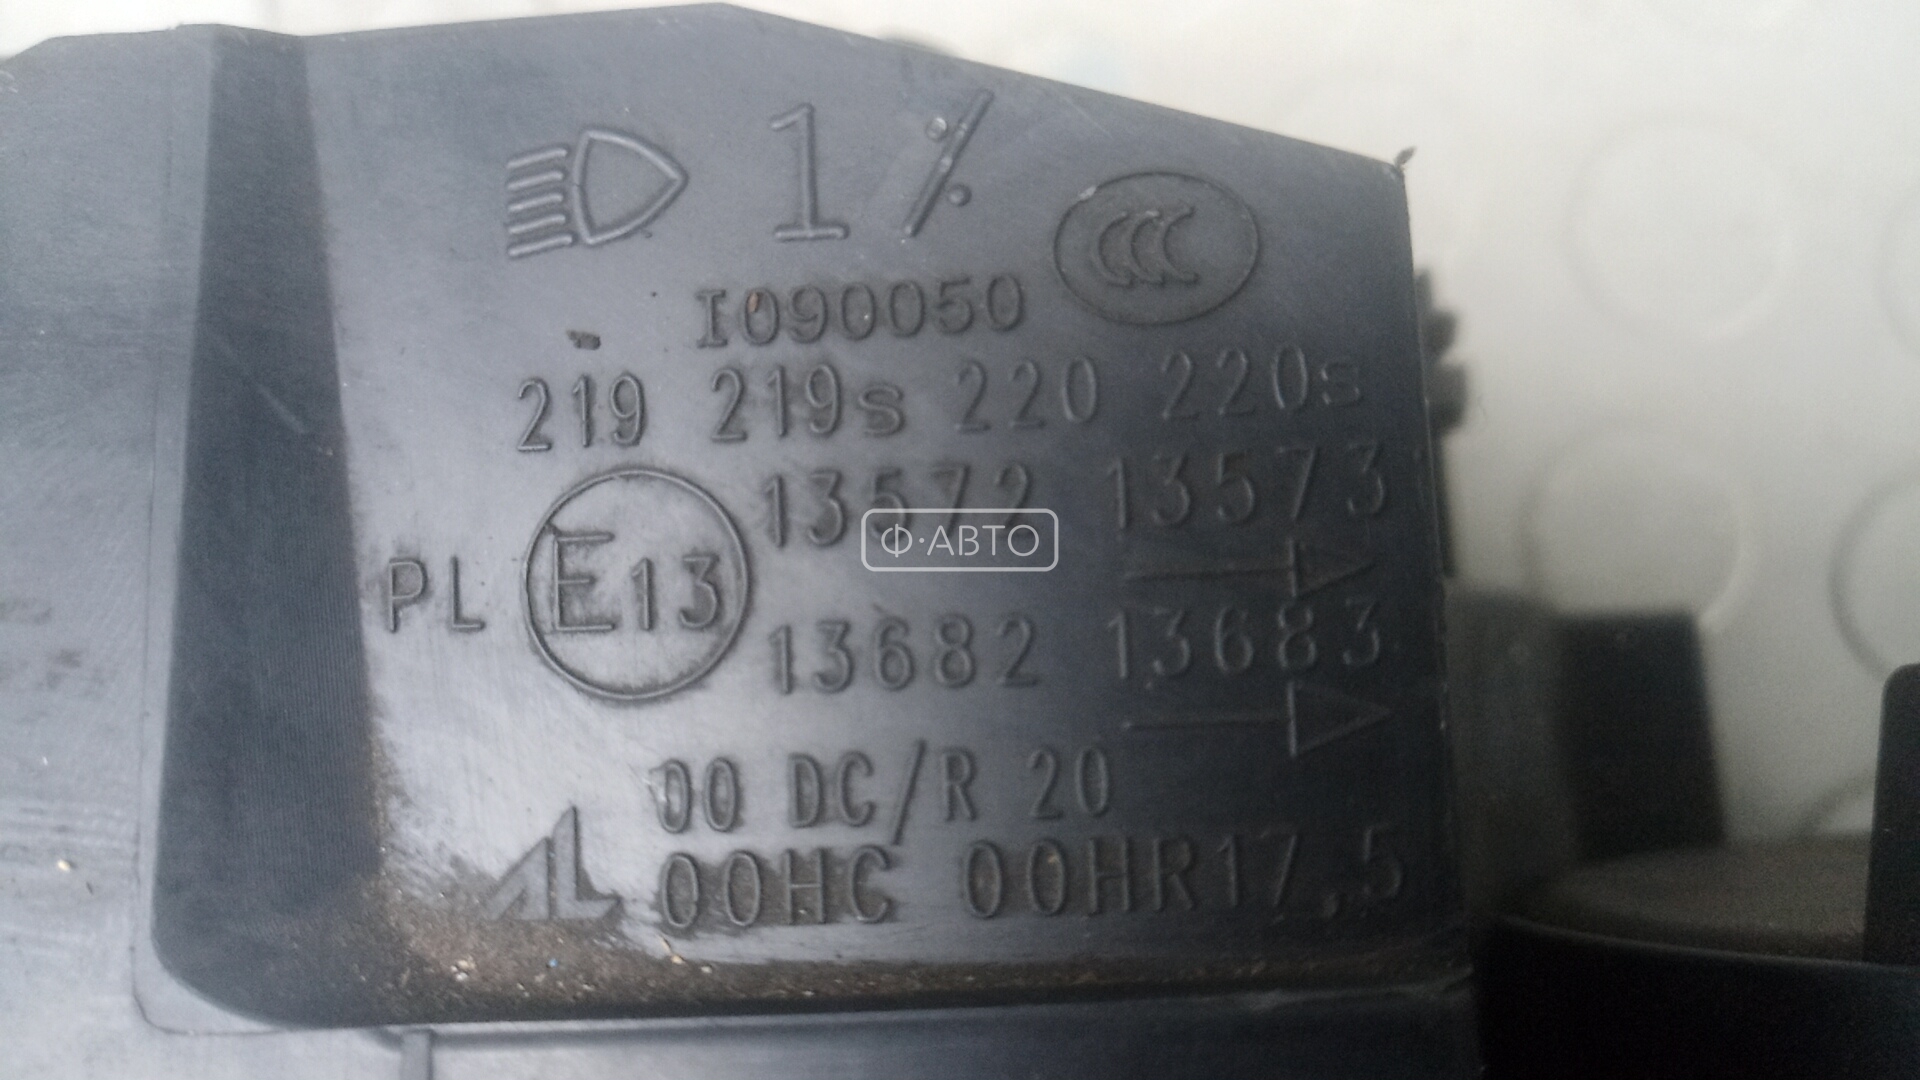 1%
CCC
I090050
219 219s 220 220s
13572 13573
Ф·АВТО
PL E13
13682 13683
00 DC/R 20
AL 00HC 00HR17,5